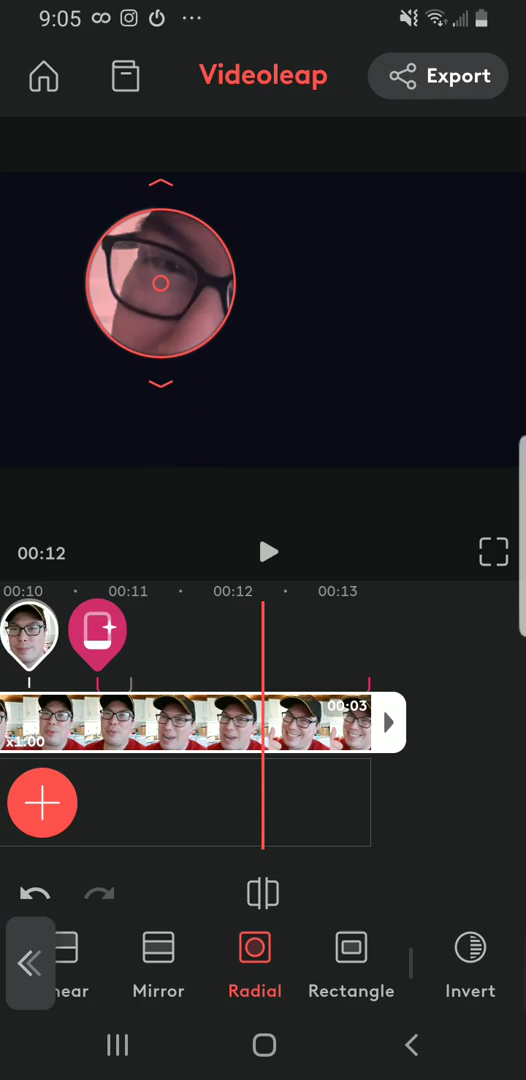 9:05
Videoleap
Export
00:12
00:10 00:11 00:12 00:13
x1.00
00:03
near
Mirror
Radial
Rectangle
Invert